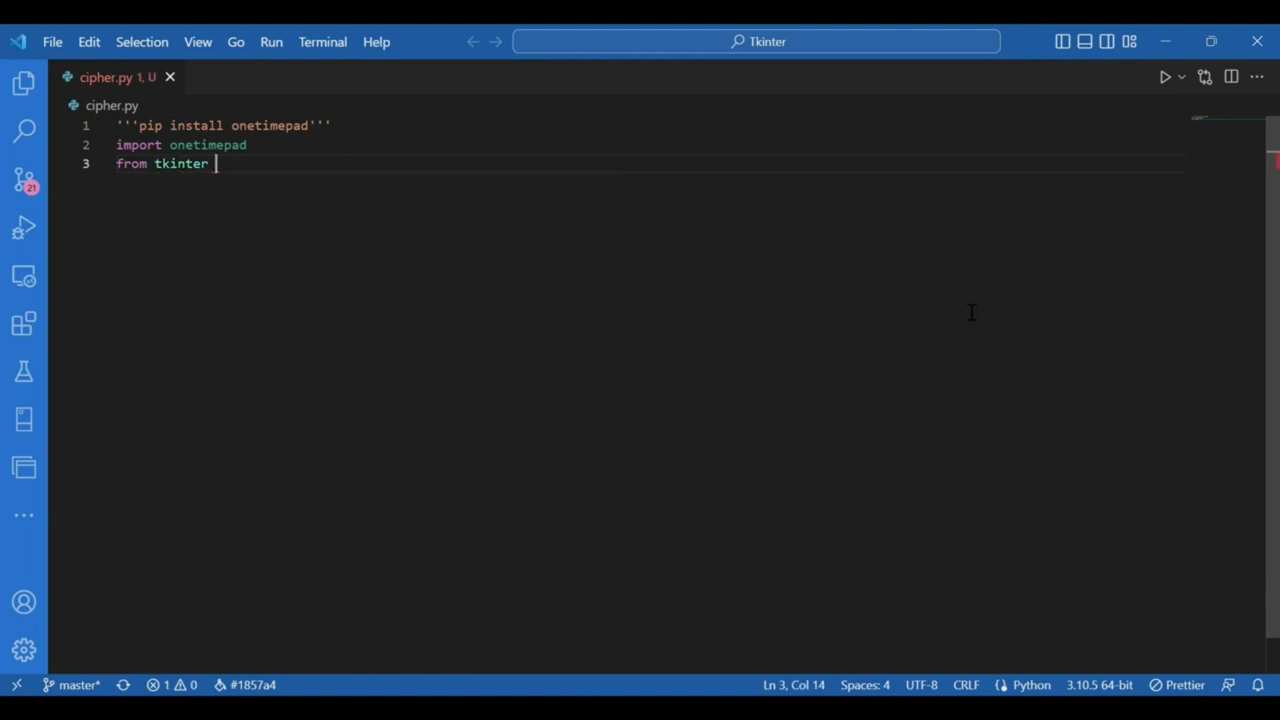 File Edit Selection View Go Run Terminal Help Tkinter
cipher.py 1, U
cipher.py
1 '''pip install onetimepad'''
2 import onetimepad
3 from tkinter
21
master* 1 0 #1857a4 Ln 3, Col 14 Spaces: 4 UTF-8 CRLF Python 3.10.5 64-bit Prettier